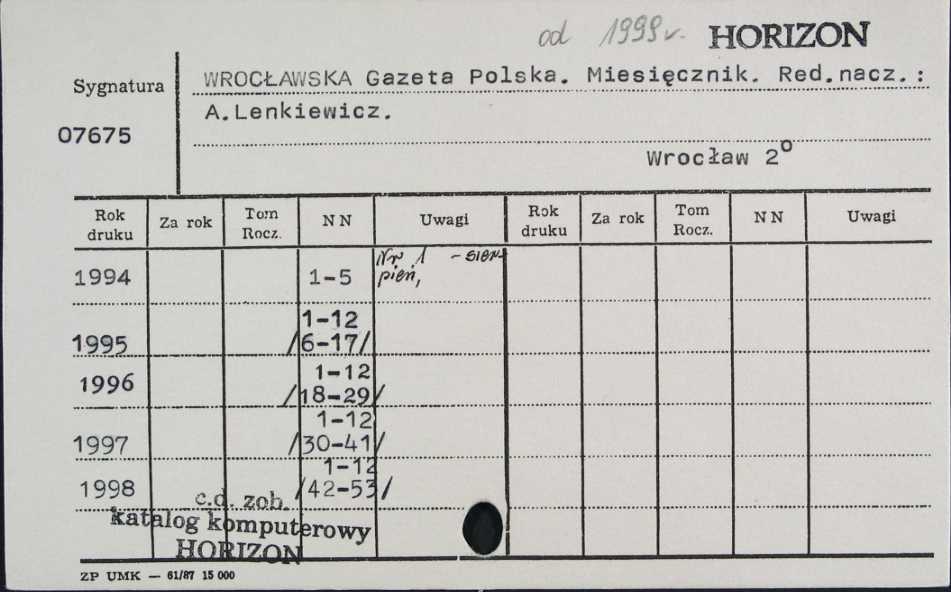 od 1999r. HORIZON
Sygnatura
WROCŁAWSKA Gazeta Polska. Miesięcznik. Red.nacz.:
A.Lenkiewicz.
07675
Wrocław 2°
Rok druku Za rok Tom Rocz. NN Uwagi Rok druku Za rok Tom Rocz. NN Uwagi
1994 1-5 Nr 1 - sier-
pień,
1-12
1995 /6-17/
1-12
1996 /18-29/
1-12
1997 /30-41/
1-12
1998 /42-53/
c.d. zob.
katalog komputerowy
HORIZON
ZP UMK — 61/87 15 000